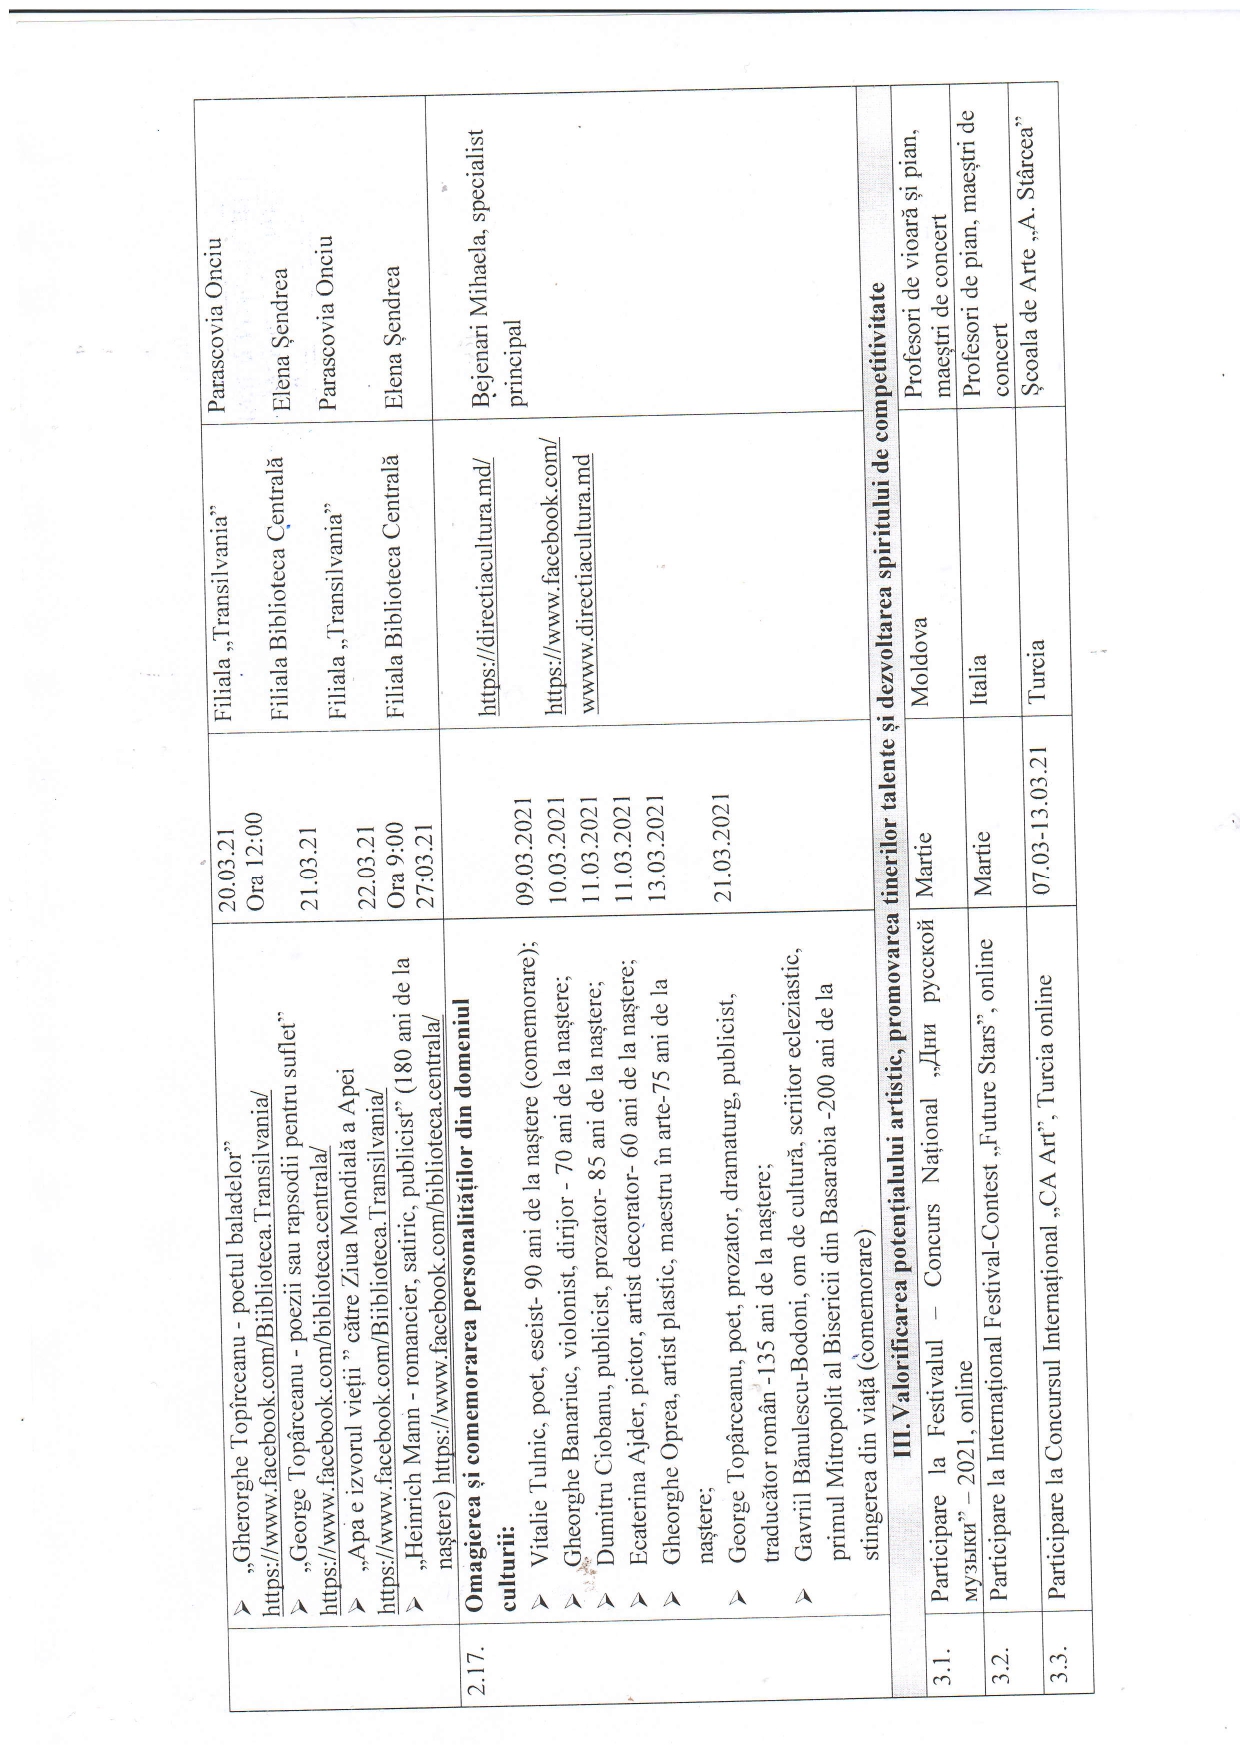 ➢ „Gherorghe Topîrceanu - poetul baladelor”
https://www.facebook.com/Biiblioteca.Transilvania/
➢ „George Topârceanu - poezii sau rapsodii pentru suflet”
https://www.facebook.com/biblioteca.centrala/
➢ „Apa e izvorul vieții ” către Ziua Mondială a Apei
https://www.facebook.com/Biiblioteca.Transilvania/
➢ „Heinrich Mann - romancier, satiric, publicist” (180 ani de la
naștere) https://www.facebook.com/biblioteca.centrala/
20.03.21
Ora 12:00
21.03.21
22.03.21
Ora 9:00
27:03.21
Filiala „Transilvania”
Filiala Biblioteca Centrală
Filiala „Transilvania”
Filiala Biblioteca Centrală
Parascovia Onciu
Elena Șendrea
Parascovia Onciu
Elena Șendrea
2.17.
Omagierea și comemorarea personalităților din domeniul
culturii:
➢ Vitalie Tulnic, poet, eseist- 90 ani de la naștere (comemorare);
➢ Gheorghe Banariuc, violonist, dirijor - 70 ani de la naștere;
➢ Dumitru Ciobanu, publicist, prozator- 85 ani de la naștere;
➢ Ecaterina Ajder, pictor, artist decorator- 60 ani de la naștere;
➢ Gheorghe Oprea, artist plastic, maestru în arte-75 ani de la
naștere;
➢ George Topârceanu, poet, prozator, dramaturg, publicist,
traducător român -135 ani de la naștere;
➢ Gavriil Bănulescu-Bodoni, om de cultură, scriitor ecleziastic,
primul Mitropolit al Bisericii din Basarabia -200 ani de la
stingerea din viață (comemorare)
09.03.2021
10.03.2021
11.03.2021
11.03.2021
13.03.2021
21.03.2021
https://directiacultura.md/
https://www.facebook.com/
wwww.directiacultura.md
Bejenari Mihaela, specialist
principal
III.Valorificarea potențialului artistic, promovarea tinerilor talente și dezvoltarea spiritului de competitivitate
3.1.
Participare la Festivalul – Concurs Național „Дни русской
музыки” – 2021, online
Martie
Moldova
Profesori de vioară și pian,
maeștri de concert
3.2.
Participare la Internațional Festival-Contest „Future Stars”, online
Martie
Italia
Profesori de pian, maeștri de
concert
3.3.
Participare la Concursul Internațional „CA Art”, Turcia online
07.03-13.03.21
Turcia
Școala de Arte „A. Stârcea”